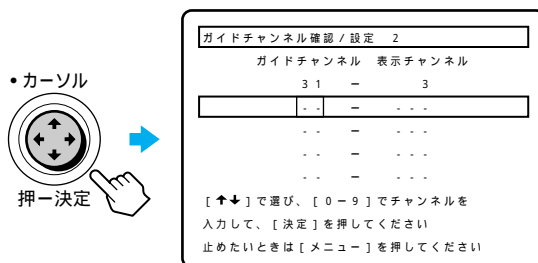 •カーソル
押ー決定
ガイドチャンネル確認/設定 2
ガイドチャンネル 表示チャンネル
31 ー 3
-- ー ---
-- ー ---
-- ー ---
-- ー ---
[↑↓]で選び、[0ー9]でチャンネルを
入力して、[決定]を押してください
止めたいときは[メニュー]を押してください